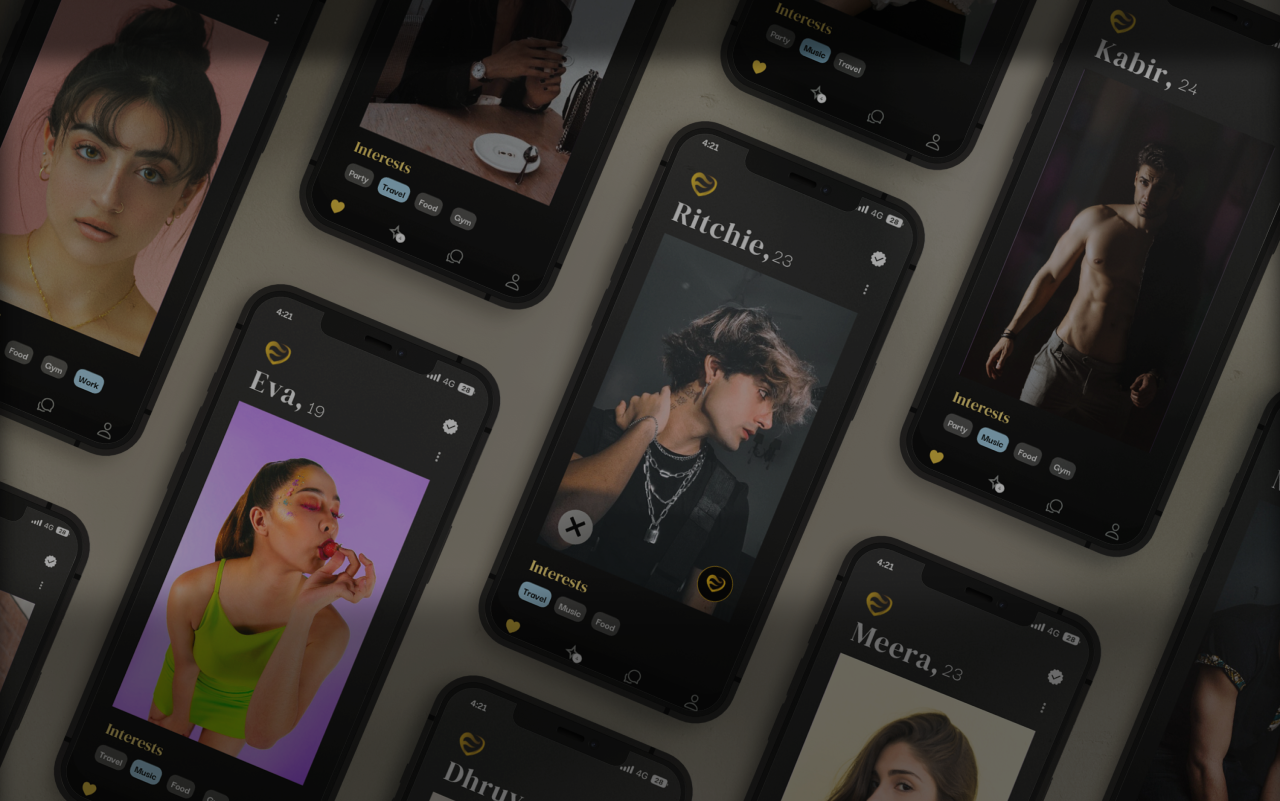 Interests
Party
Music
Travel
Kabir, 24
Interests
Party
Travel
Food
Gym
4:21
4G 28
Ritchie, 23
Food
Gym
Work
4:21
4G 28
Eva, 19
Interests
Party
Music
Food
Gym
4G 28
Interests
Travel
Music
Food
4:21
4G 28
Meera, 23
Interests
Travel
Music
Food
4:21
4G 28
Dhruv